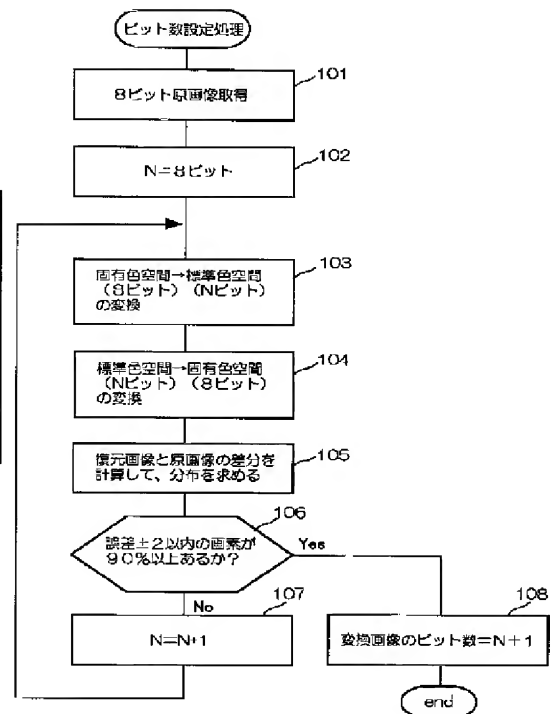 ビット数設定処理
101
8ビット原画像取得
102
N=8ビット
103
固有色空間→標準色空間
(8ビット) (Nビット)
の変換
104
標準色空間→固有色空間
(Nビット) (8ビット)
の変換
105
復元画像と原画像の差分を
計算して、分布を求める
106
誤差±2以内の画素が
90%以上あるか?
Yes
No
107
N=N+1
108
変換画像のビット数=N+1
end